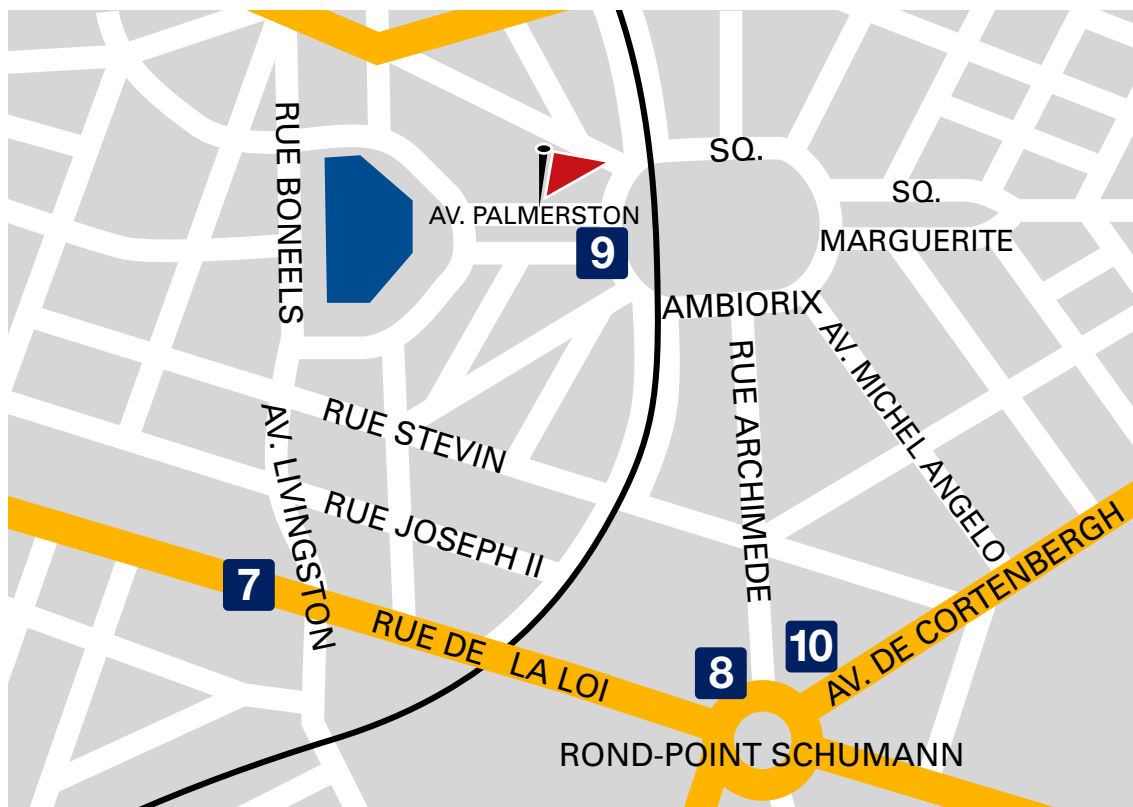 SQ.
SQ.
MARGUERITE
RUE BONEELS
AV. PALMERSTON
9
AMBIORIX
AV. MICHEL ANGELO
RUE ARCHIMEDE
RUE STEVIN
AV. LIVINGSTON
RUE JOSEPH II
7
RUE DE LA LOI
8
10
AV. DE CORTENBERGH
ROND-POINT SCHUMANN